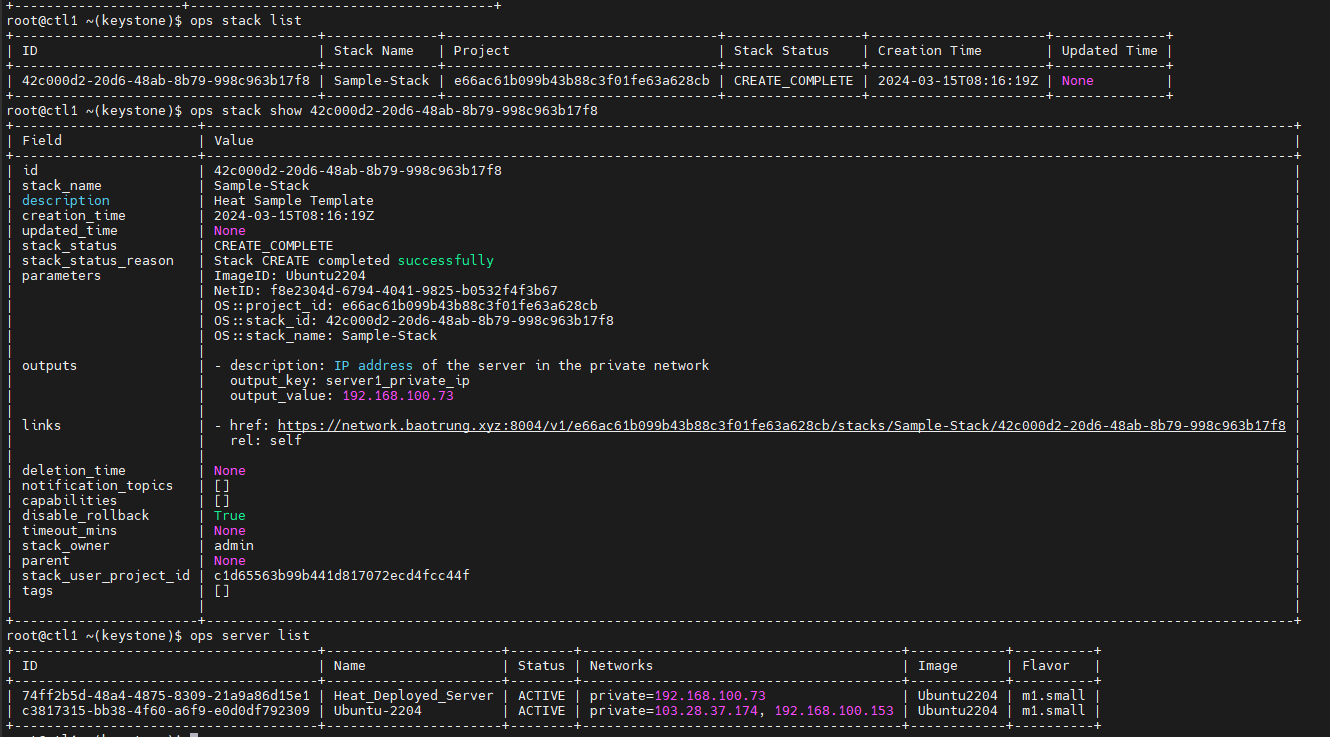 root@ctl1 ~(keystone)$ ops stack list
| ID | Stack Name | Project | Stack Status | Creation Time | Updated Time |
| 42c000d2-20d6-48ab-8b79-998c963b17f8 | Sample-Stack | e66ac61b099b43b88c3f01fe63a628cb | CREATE_COMPLETE | 2024-03-15T08:16:19Z | None |
root@ctl1 ~(keystone)$ ops stack show 42c000d2-20d6-48ab-8b79-998c963b17f8
| Field | Value |
| id | 42c000d2-20d6-48ab-8b79-998c963b17f8 |
| stack_name | Sample-Stack |
| description | Heat Sample Template |
| creation_time | 2024-03-15T08:16:19Z |
| updated_time | None |
| stack_status | CREATE_COMPLETE |
| stack_status_reason | Stack CREATE completed successfully |
| parameters | ImageID: Ubuntu2204 |
| | NetID: f8e2304d-6794-4041-9825-b0532f4f3b67 |
| | OS::project_id: e66ac61b099b43b88c3f01fe63a628cb |
| | OS::stack_id: 42c000d2-20d6-48ab-8b79-998c963b17f8 |
| | OS::stack_name: Sample-Stack |
| outputs | - description: IP address of the server in the private network |
| | output_key: server1_private_ip |
| | output_value: 192.168.100.73 |
| links | - href: https://network.baotrung.xyz:8004/v1/e66ac61b099b43b88c3f01fe63a628cb/stacks/Sample-Stack/42c000d2-20d6-48ab-8b79-998c963b17f8 |
| | rel: self |
| deletion_time | None |
| notification_topics | [] |
| capabilities | [] |
| disable_rollback | True |
| timeout_mins | None |
| stack_owner | admin |
| parent | None |
| stack_user_project_id | c1d65563b99b441d817072ecd4fcc44f |
| tags | [] |
root@ctl1 ~(keystone)$ ops server list
| ID | Name | Status | Networks | Image | Flavor |
| 74ff2b5d-48a4-4875-8309-21a9a86d15e1 | Heat_Deployed_Server | ACTIVE | private=192.168.100.73 | Ubuntu2204 | m1.small |
| c3817315-bb38-4f60-a6f9-e0d0df792309 | Ubuntu-2204 | ACTIVE | private=103.28.37.174, 192.168.100.153 | Ubuntu2204 | m1.small |